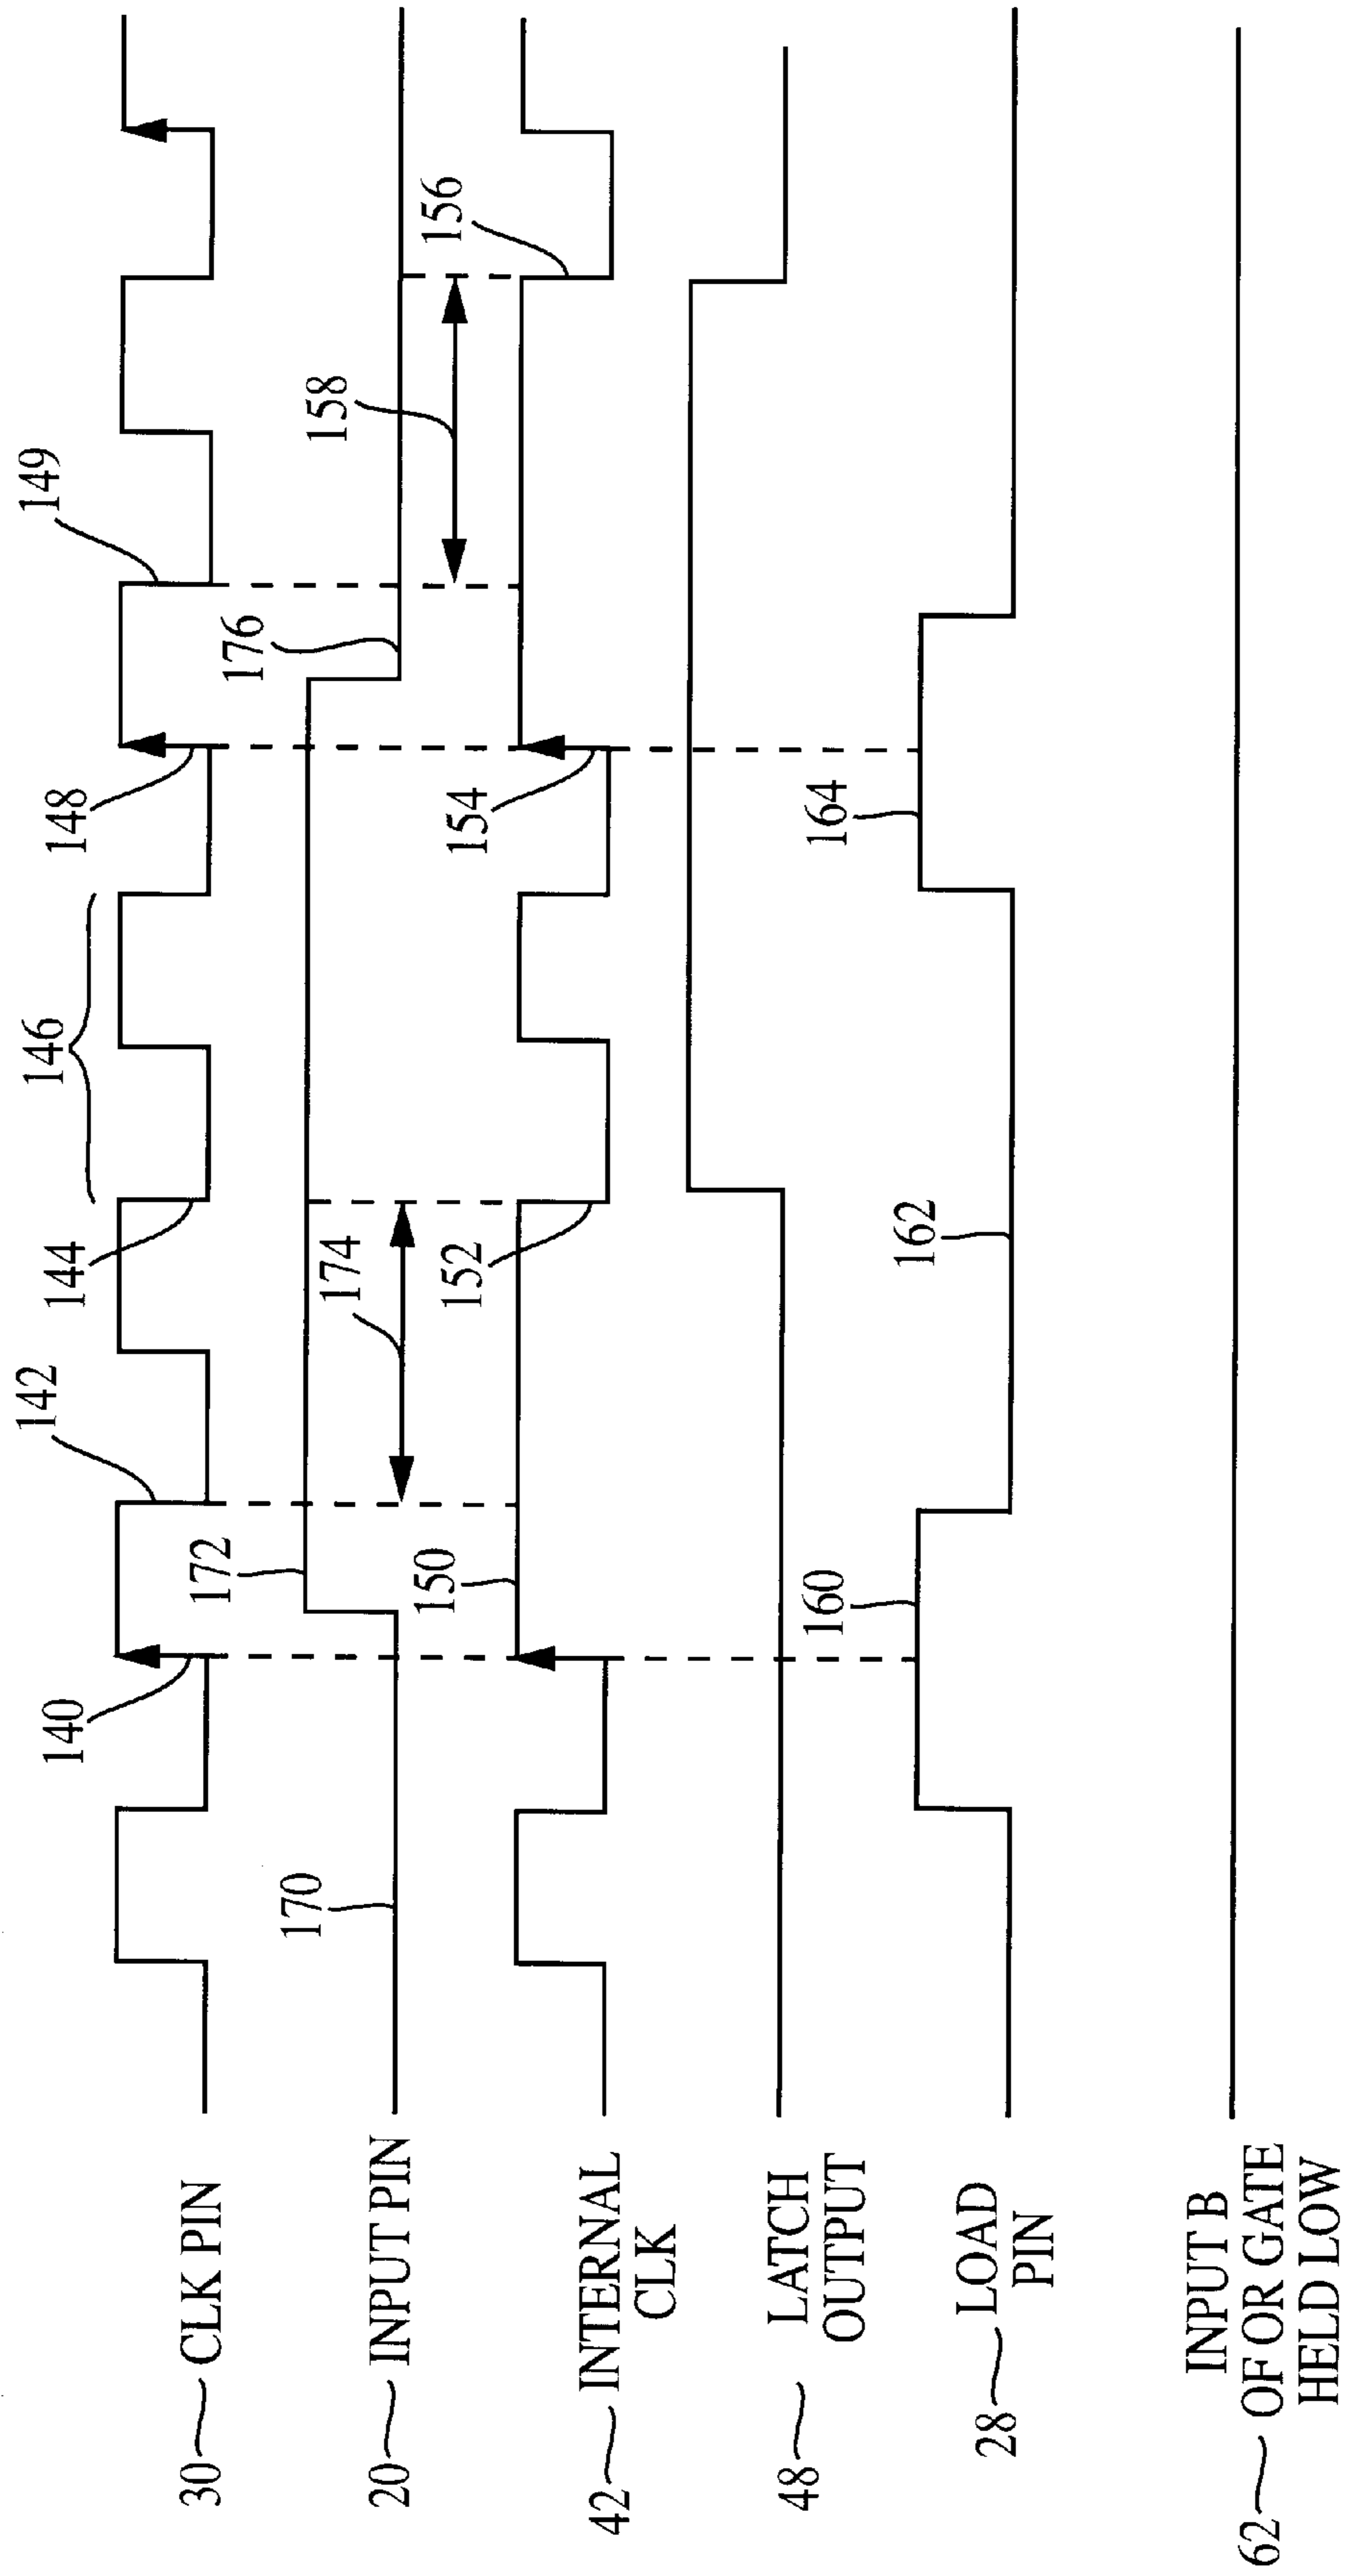 140
142
144
146
148
149
30 CLK PIN
170
172
174
176
158
20 INPUT PIN
150
152
154
156
42 INTERNAL
CLK
48 LATCH
OUTPUT
160
162
164
28 LOAD
PIN
INPUT B
62 OF OR GATE
HELD LOW